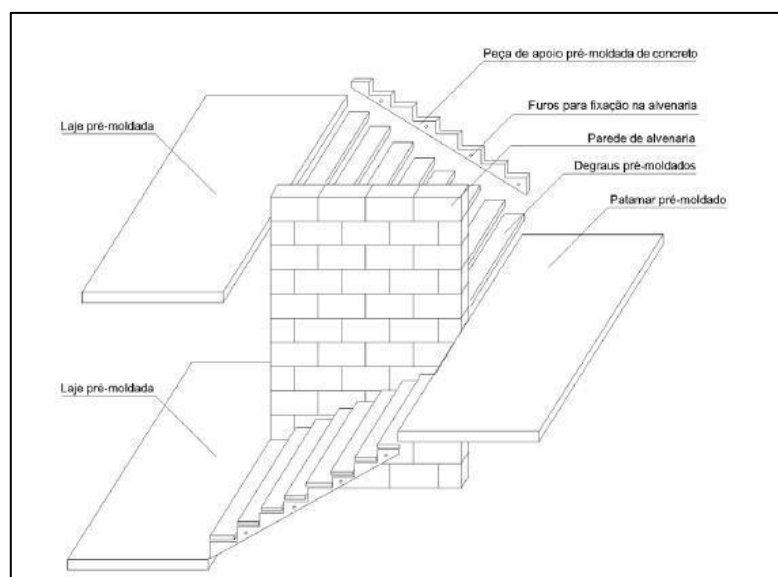 Peça de apoio pré-moldada de concreto
Furos para fixação na alvenaria
Laje pré-moldada
Parede de alvenaria
Degraus pré-moldados
Patamar pré-moldado
Laje pré-moldada